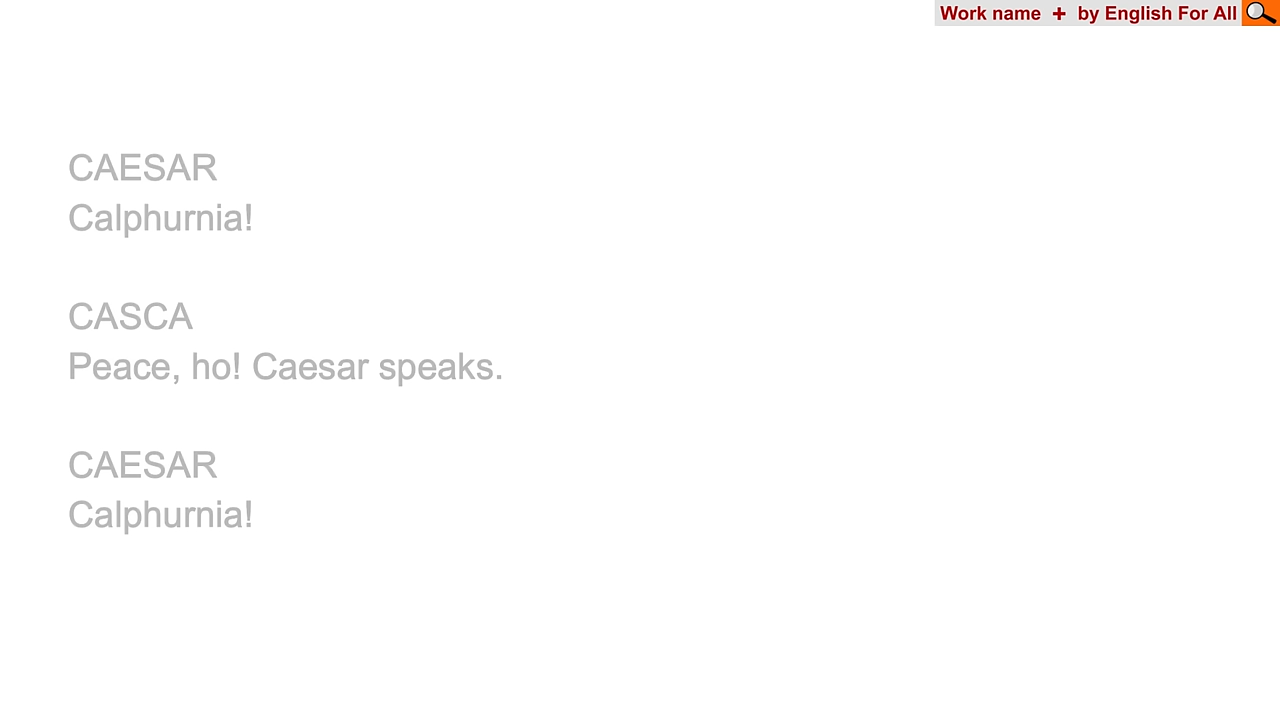 Work name + by English For All
CAESAR
Calphurnia!
CASCA
Peace, ho! Caesar speaks.
CAESAR
Calphurnia!